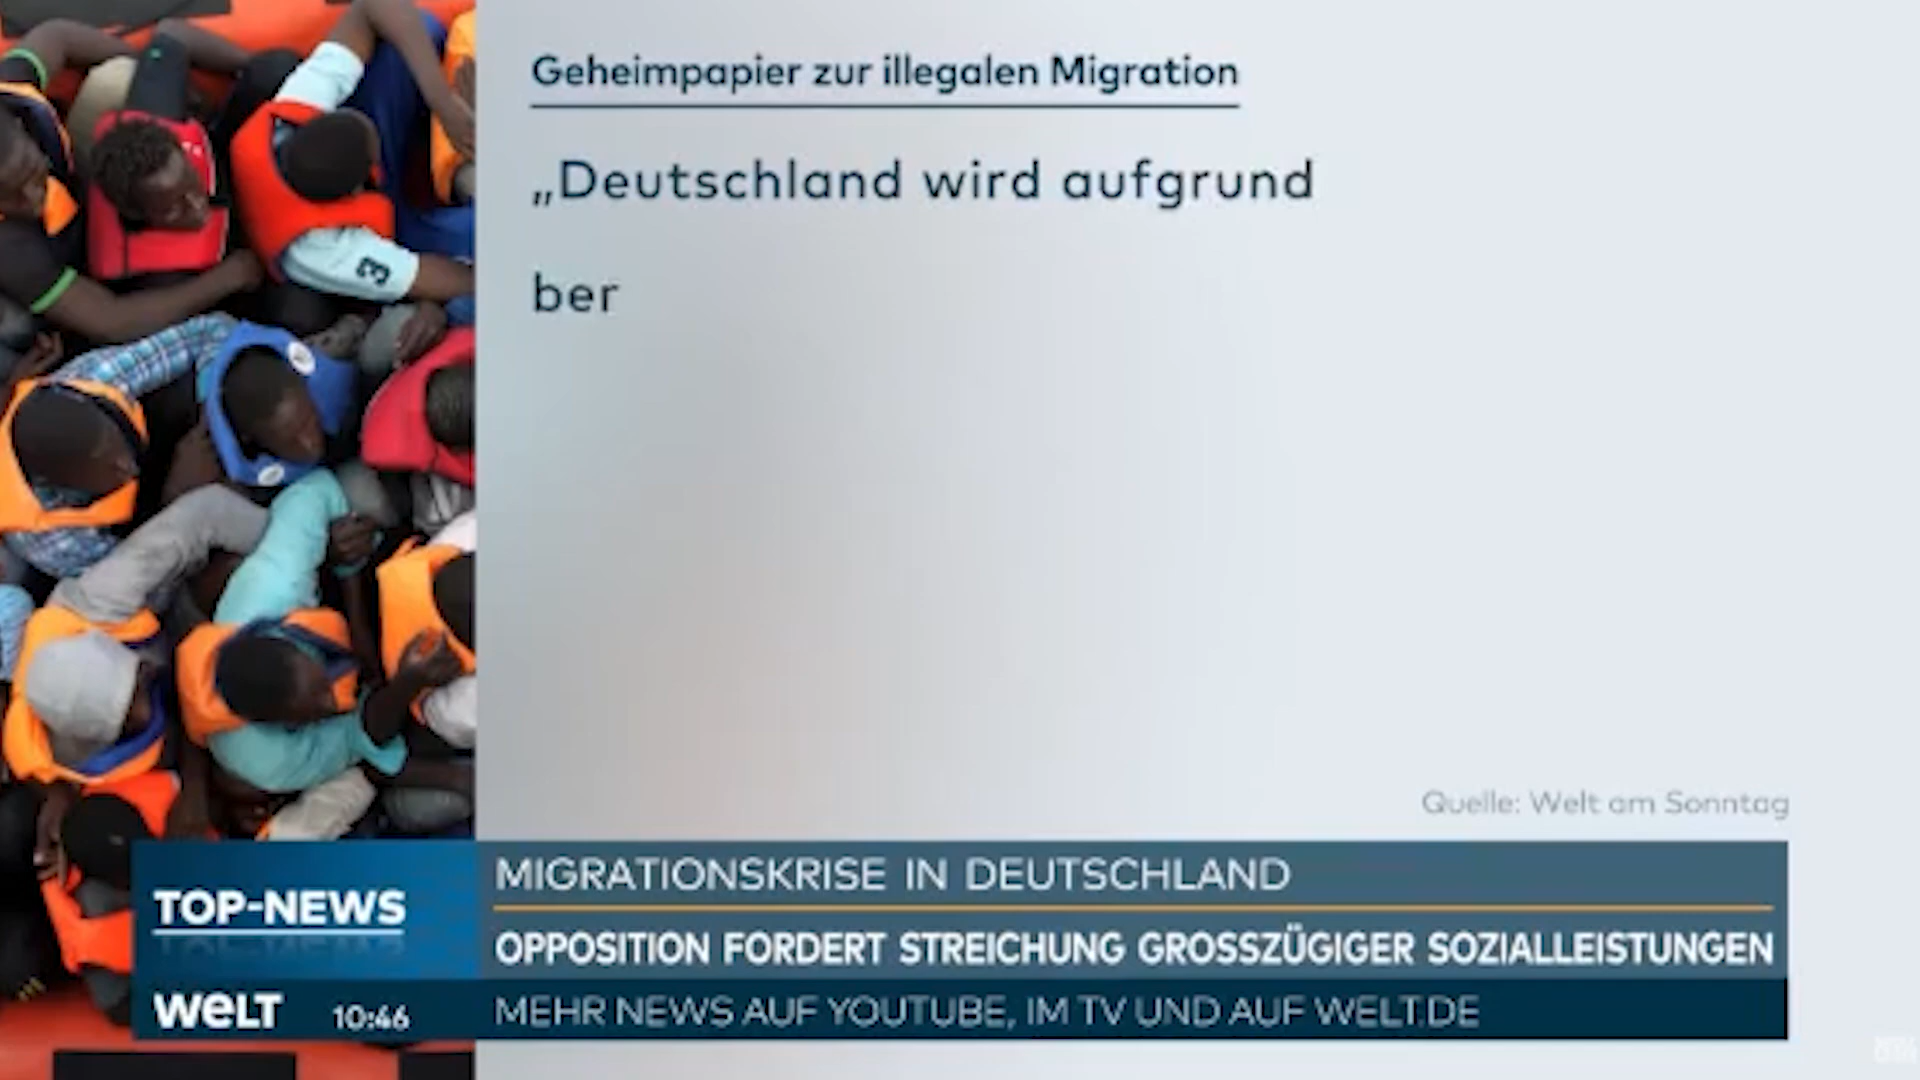 Geheimpapier zur illegalen Migration
„Deutschland wird aufgrund
ber
3
Quelle: Welt am Sonntag
MIGRATIONSKRISE IN DEUTSCHLAND
TOP-NEWS
OPPOSITION FORDERT STREICHUNG GROSSZÜGIGER SOZIALLEISTUNGEN
WELT 10:46 MEHR NEWS AUF YOUTUBE, IM TV UND AUF WELT.DE